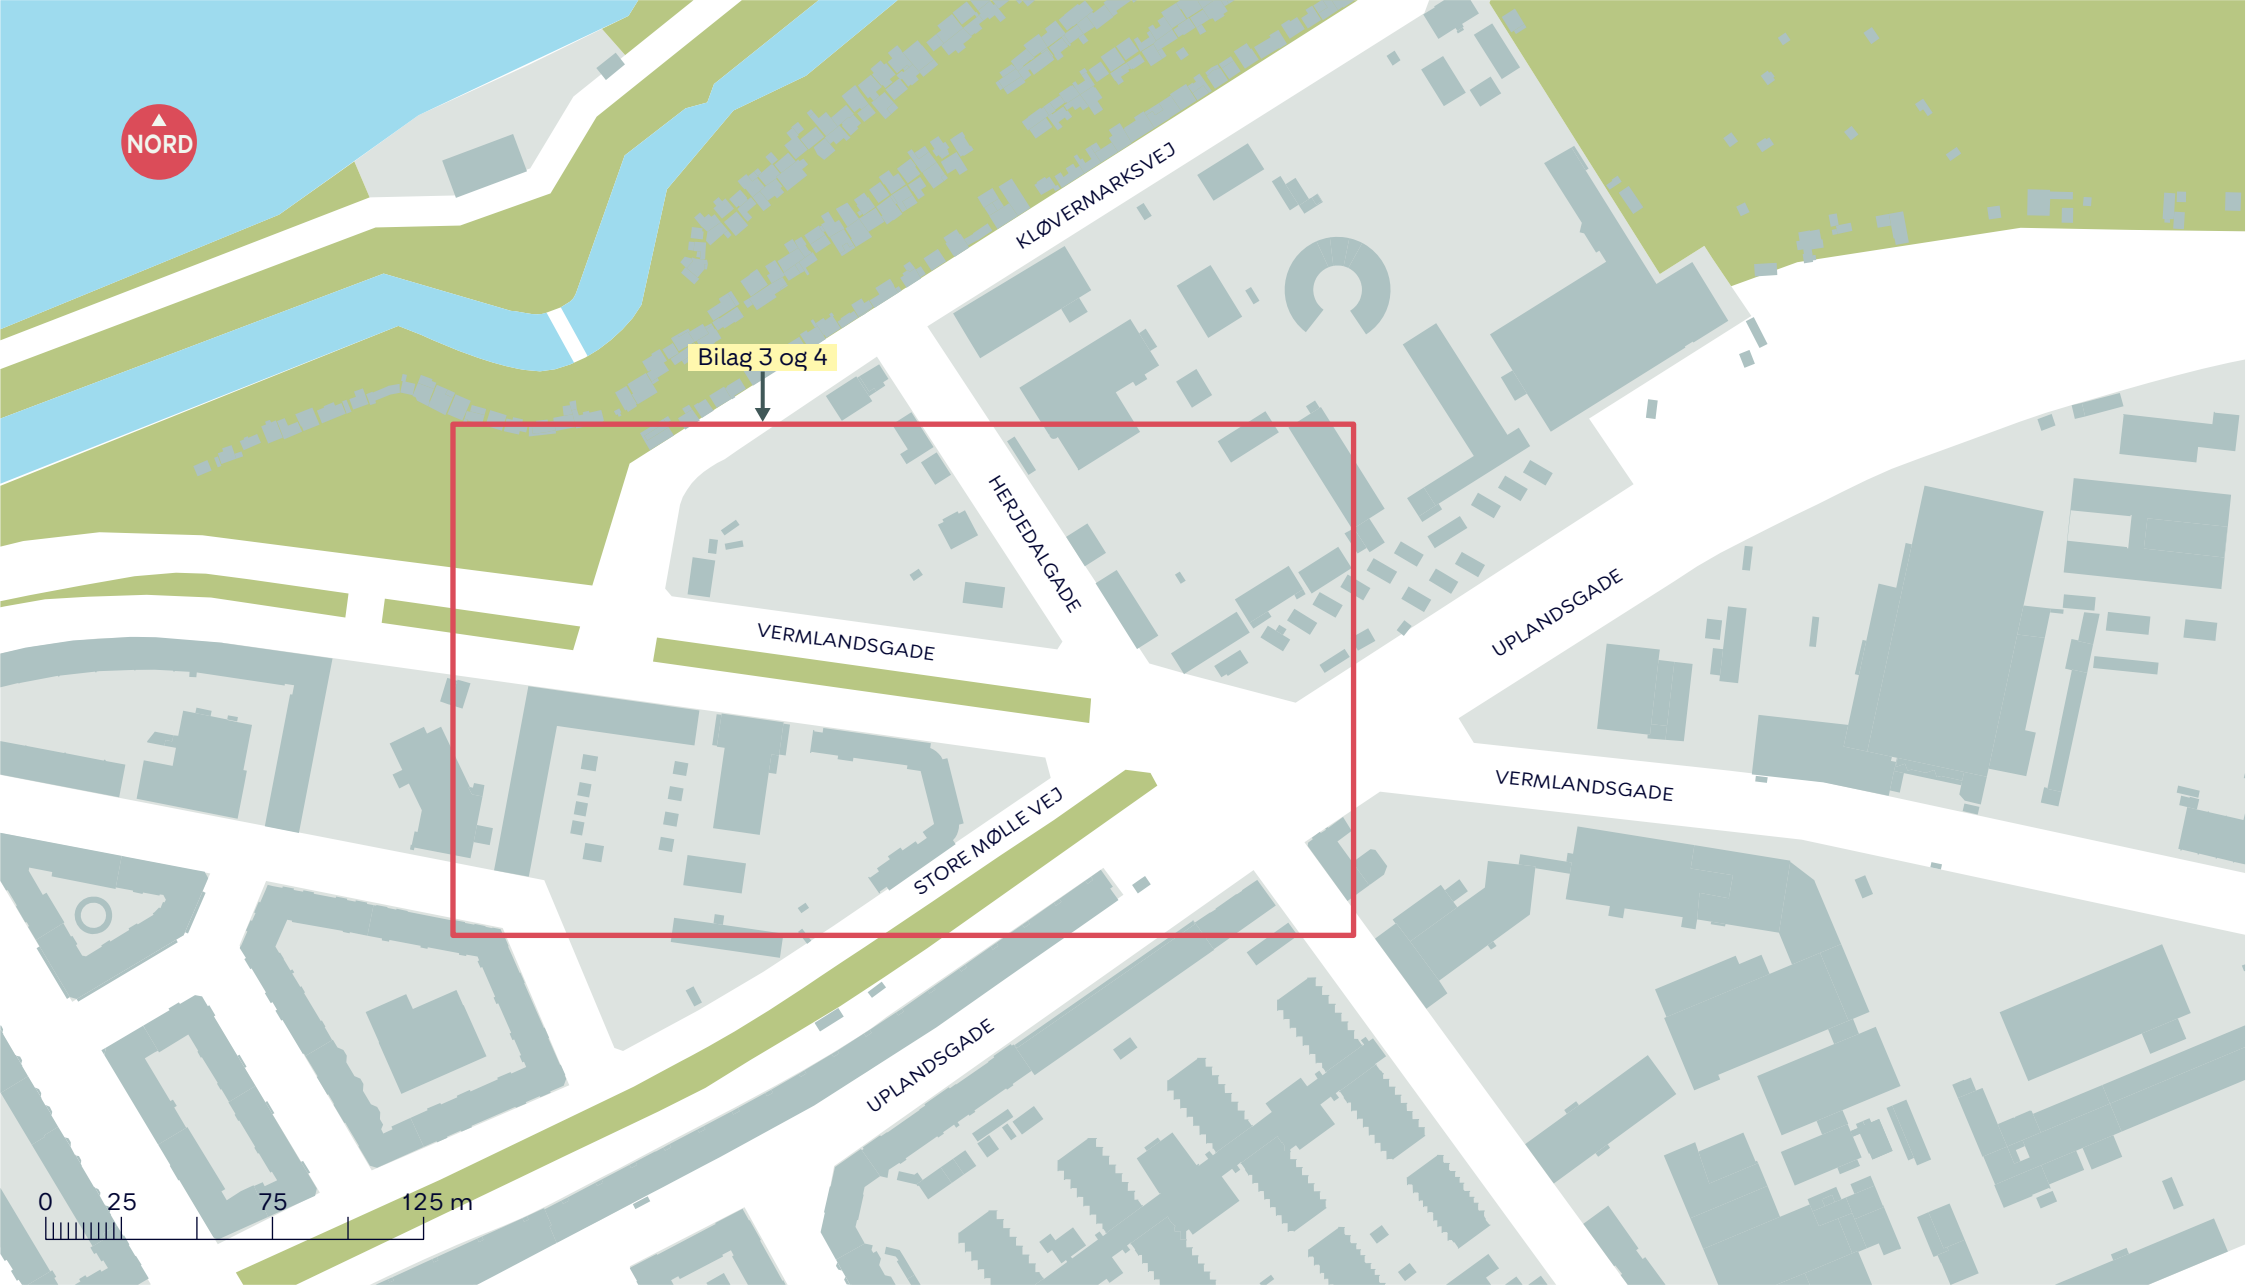 NORD
KLØVERMARKSVEJ
Bilag 3 og 4
HERJEDALGADE
UPLANDSGADE
VERMLANDSGADE
VERMLANDSGADE
STORE MØLLE VEJ
UPLANDSGADE
0 25 75 125 m